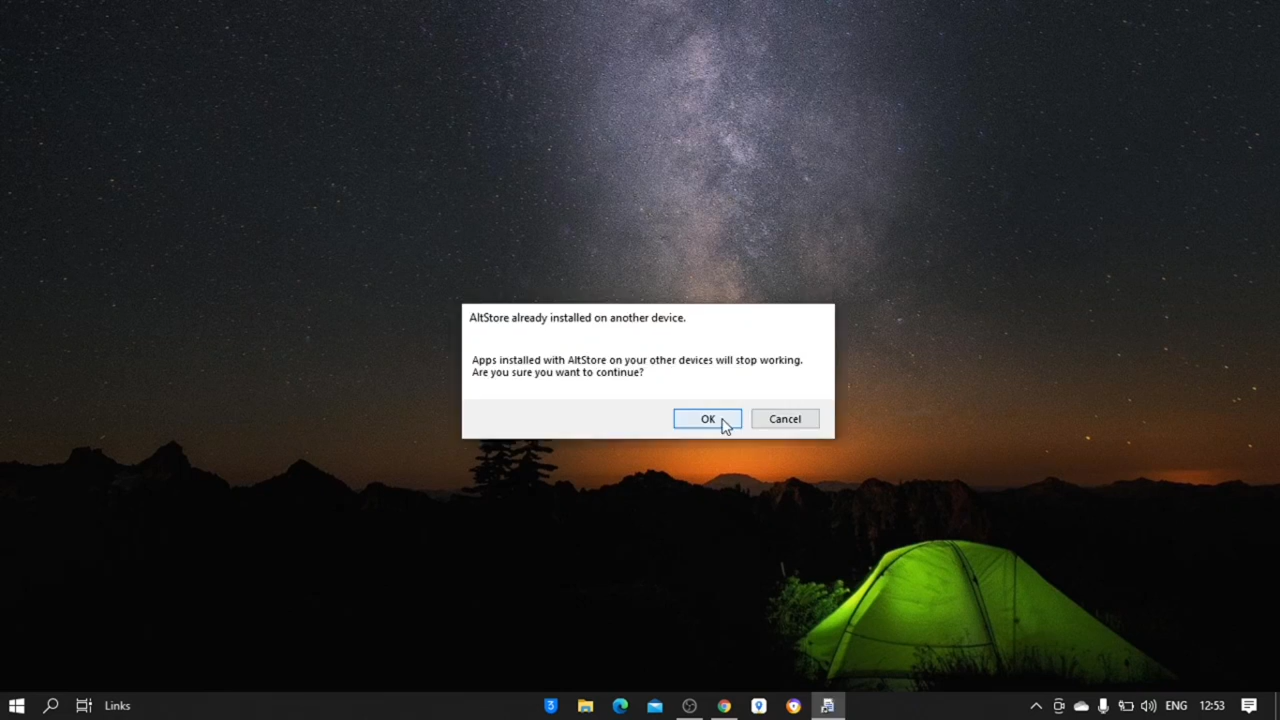 AltStore already installed on another device.
Apps installed with AltStore on your other devices will stop working.
Are you sure you want to continue?
OK
Cancel
Links
ENG
12:53